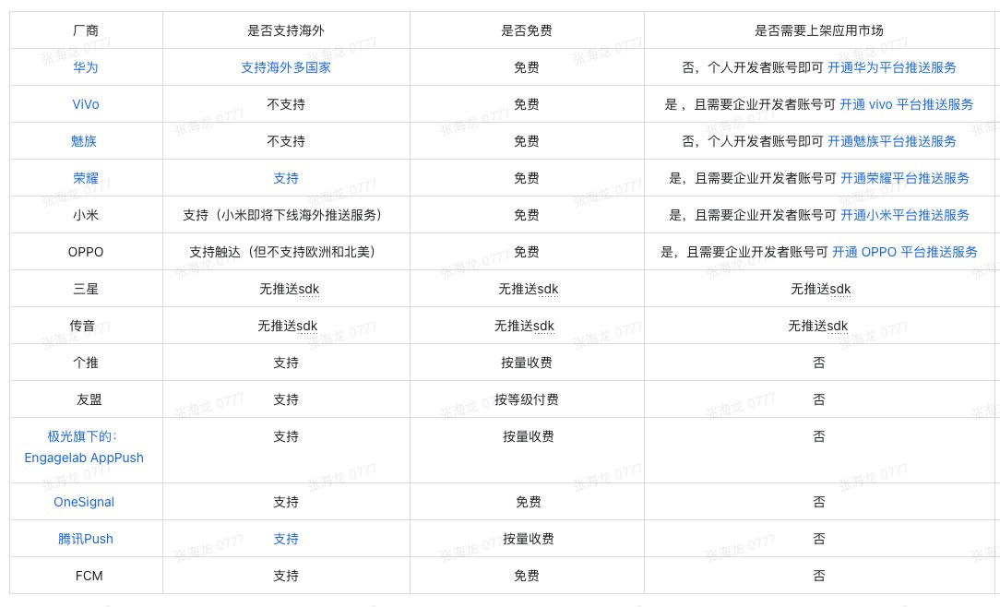 厂商 是否支持海外 是否免费 是否需要上架应用市场
华为 支持海外多国家 免费 否，个人开发者账号即可 开通华为平台推送服务
ViVo 不支持 免费 是 ，且需要企业开发者账号可 开通 vivo 平台推送服务
魅族 不支持 免费 否，个人开发者账号即可 开通魅族平台推送服务
荣耀 支持 免费 是，且需要企业开发者账号可 开通荣耀平台推送服务
小米 支持（小米即将下线海外推送服务） 免费 是，且需要企业开发者账号可 开通小米平台推送服务
OPPO 支持触达（但不支持欧洲和北美） 免费 是，且需要企业开发者账号可 开通 OPPO 平台推送服务
三星 无推送sdk 无推送sdk 无推送sdk
传音 无推送sdk 无推送sdk 无推送sdk
个推 支持 按量收费 否
友盟 支持 按等级付费 否
极光旗下的： 支持 按量收费 否
Engagelab AppPush
OneSignal 支持 免费 否
腾讯Push 支持 按量收费 否
FCM 支持 免费 否
张海龙 0777